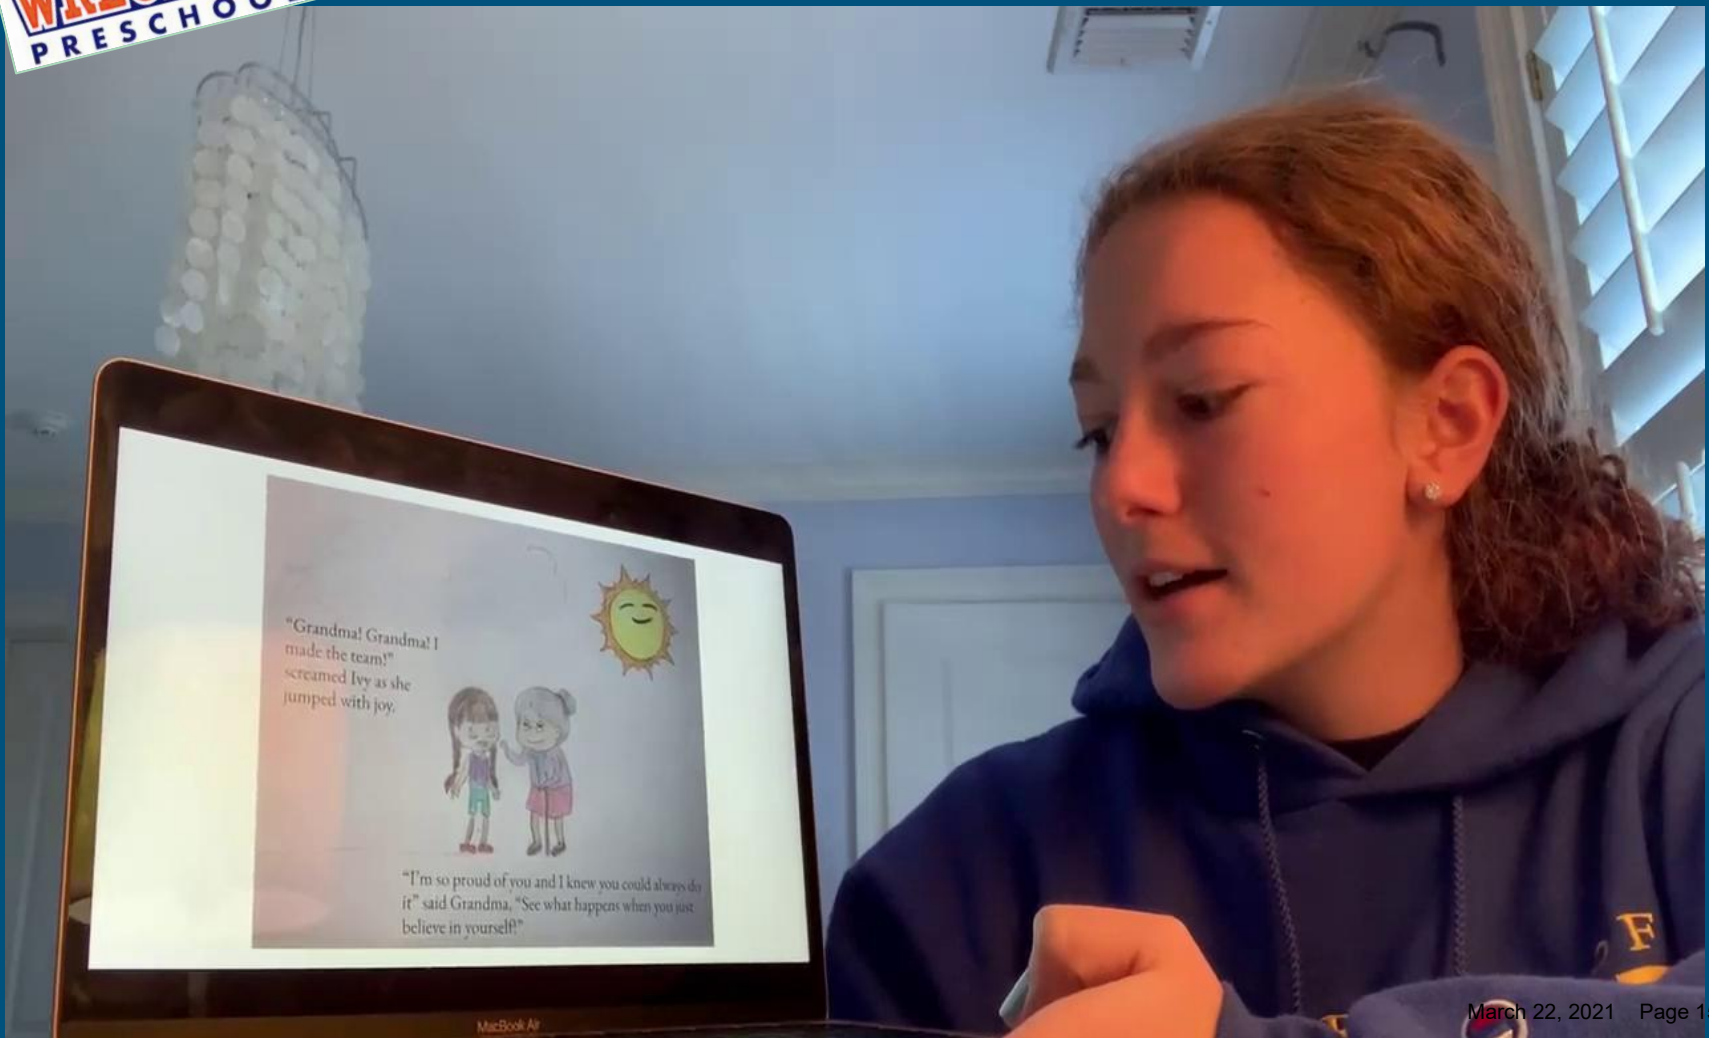 PRESCHOO
"Grandma! Grandma! I
made the team!"
screamed Ivy as she
jumped with joy.
"I'm so proud of you and I knew you could always do
it" said Grandma, "See what happens when you just
believe in yourself!"
MacBook Air
F
March 22, 2021 Page 1